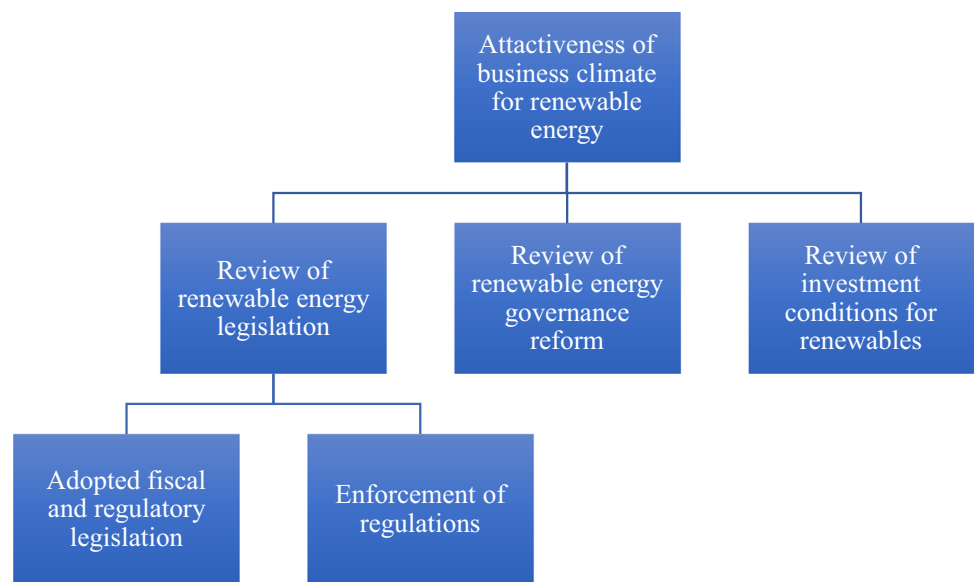 Attactiveness of
business climate
for renewable
energy
Review of
renewable energy
legislation
Review of
renewable energy
governance
reform
Review of
investment
conditions for
renewables
Adopted fiscal
and regulatory
legislation
Enforcement of
regulations